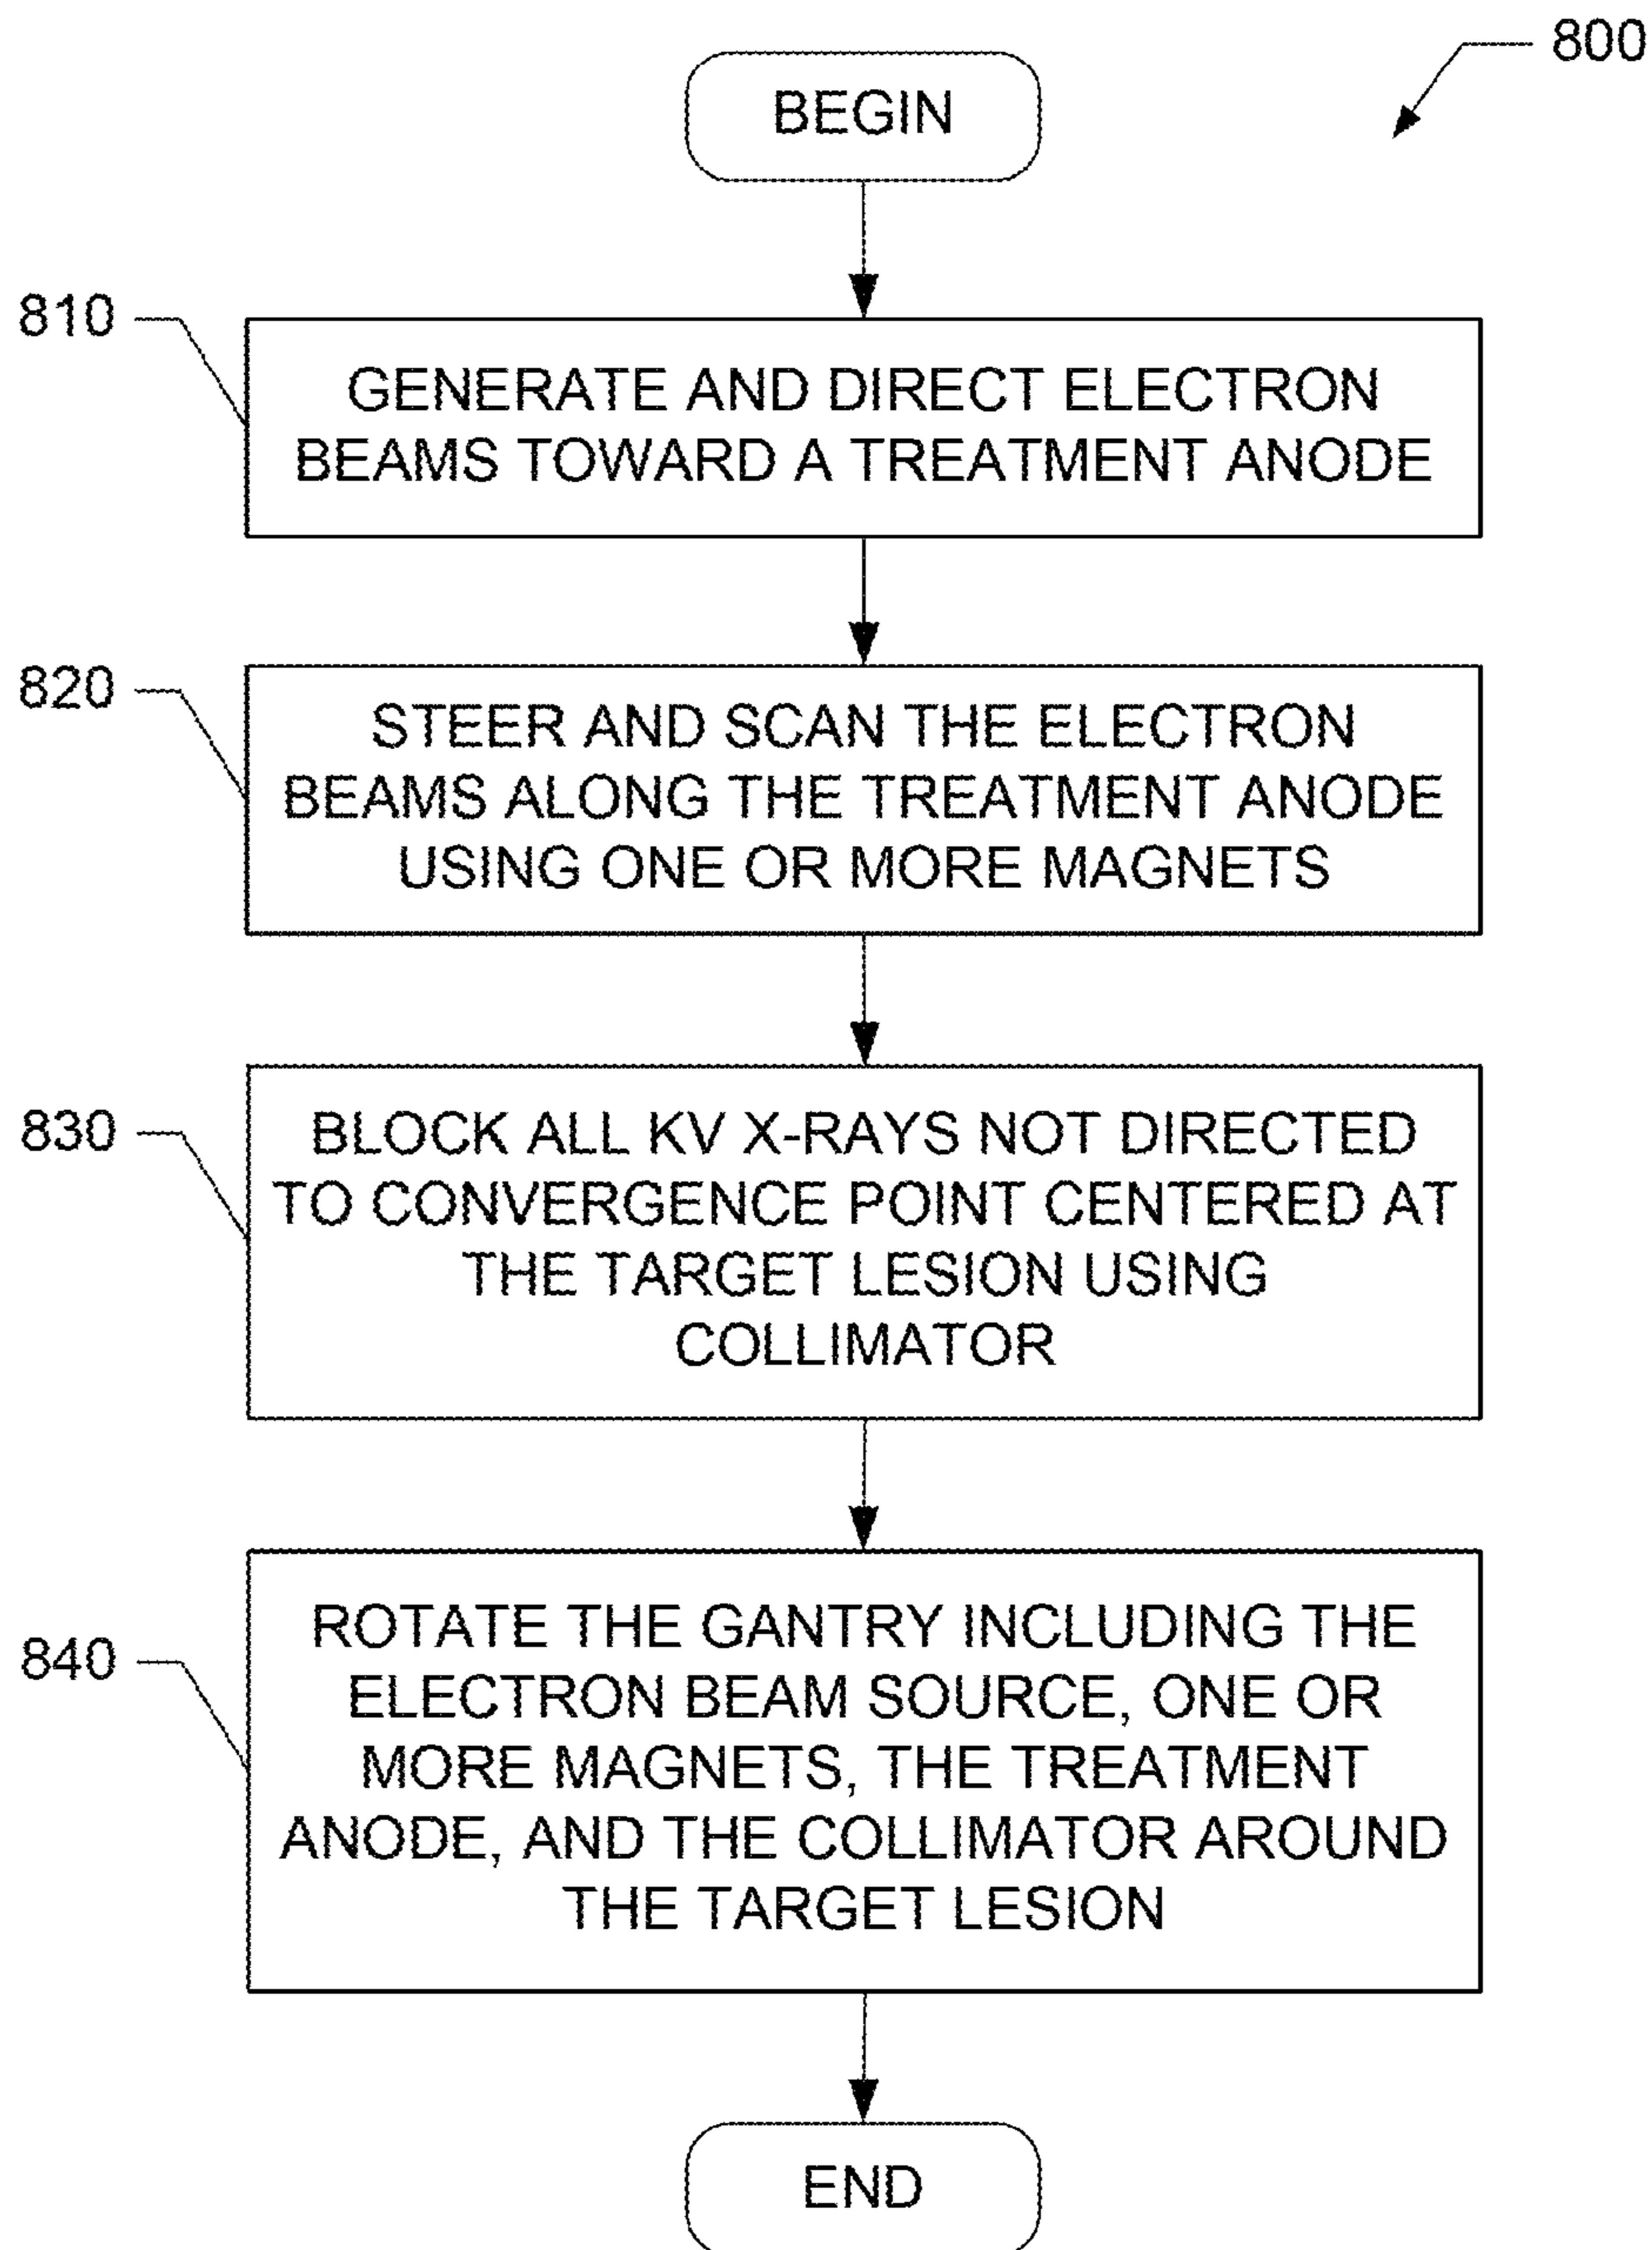 800
BEGIN
810
GENERATE AND DIRECT ELECTRON
BEAMS TOWARD A TREATMENT ANODE
820
STEER AND SCAN THE ELECTRON
BEAMS ALONG THE TREATMENT ANODE
USING ONE OR MORE MAGNETS
830
BLOCK ALL KV X-RAYS NOT DIRECTED
TO CONVERGENCE POINT CENTERED AT
THE TARGET LESION USING
COLLIMATOR
840
ROTATE THE GANTRY INCLUDING THE
ELECTRON BEAM SOURCE, ONE OR
MORE MAGNETS, THE TREATMENT
ANODE, AND THE COLLIMATOR AROUND
THE TARGET LESION
END